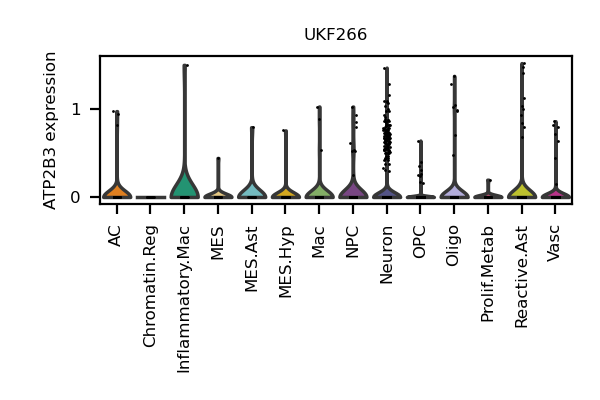 UKF266
ATP2B3 expression
1
0
AC
Chromatin.Reg
Inflammatory.Mac
MES
MES.Ast
MES.Hyp
Mac
NPC
Neuron
OPC
Oligo
Prolif.Metab
Reactive.Ast
Vasc